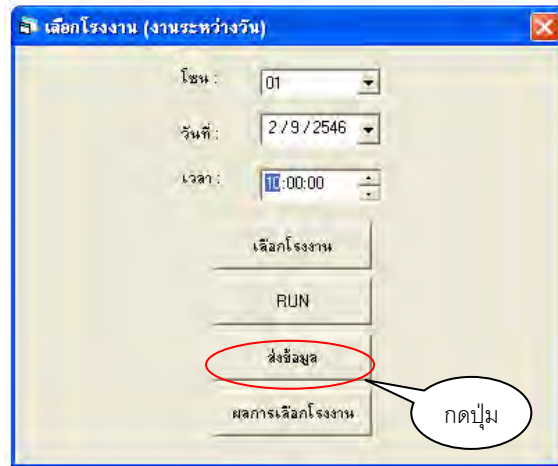 เลือกโรงงาน (งานระหว่างวัน)
โซน : 01
วันที่ : 2/9/2546
เวลา : 10:00:00
เลือกโรงงาน
RUN
ส่งข้อมูล
กดปุ่ม
ผลการเลือกโรงงาน